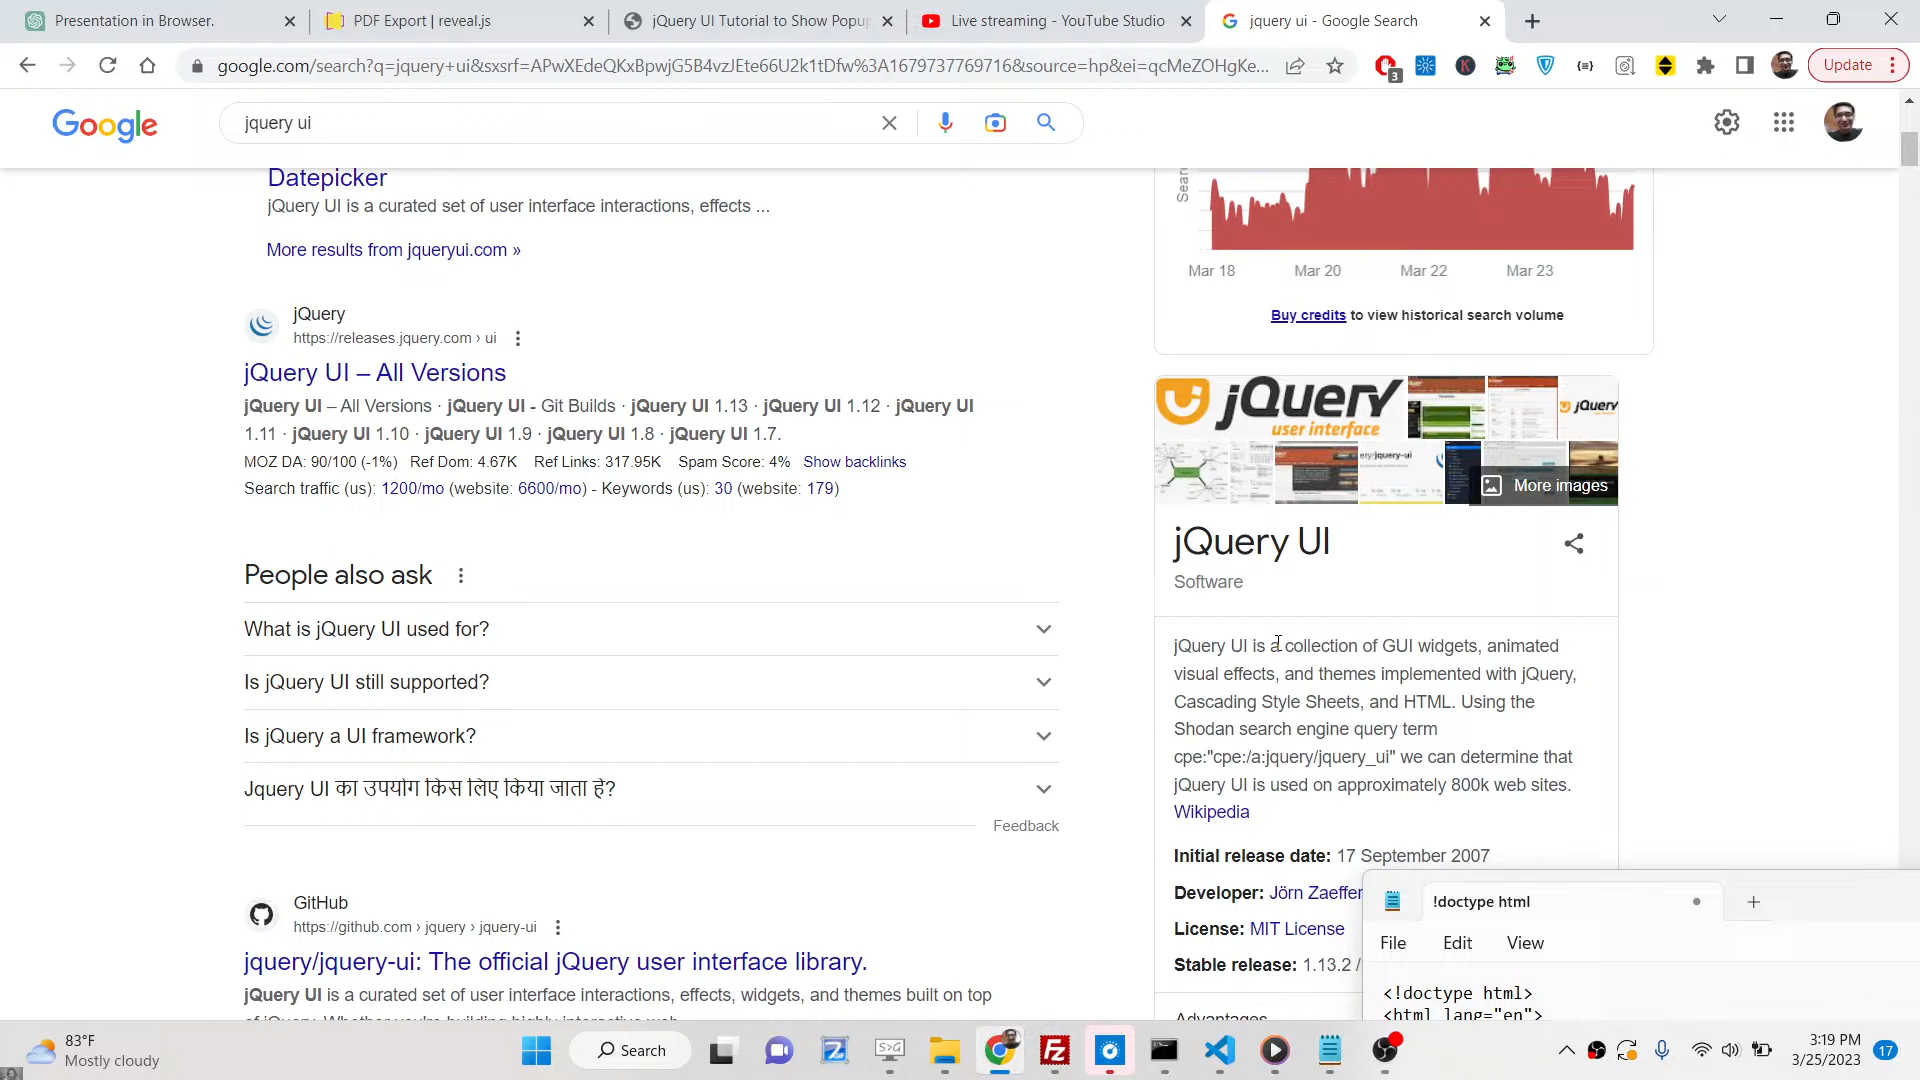 Presentation in Browser.
PDF Export | reveal.js
jQuery UI Tutorial to Show Popup
Live streaming - YouTube Studio
jquery ui - Google Search
google.com/search?q=jquery+ui&sxsrf=APwXEdeQKxBpwjG5B4vzJEte66U2k1tDfw%3A1679737769716&source=hp&ei=qcMeZOHgKe...
3
Update
Google
jquery ui
Datepicker
jQuery UI is a curated set of user interface interactions, effects ...
More results from jqueryui.com »
jQuery
https://releases.jquery.com › ui
jQuery UI – All Versions
jQuery UI – All Versions · jQuery UI - Git Builds · jQuery UI 1.13 · jQuery UI 1.12 · jQuery UI
1.11 · jQuery UI 1.10 · jQuery UI 1.9 · jQuery UI 1.8 · jQuery UI 1.7.
MOZ DA: 90/100 (-1%) Ref Dom: 4.67K Ref Links: 317.95K Spam Score: 4% Show backlinks
Search traffic (us): 1200/mo (website: 6600/mo) - Keywords (us): 30 (website: 179)
People also ask
What is jQuery UI used for?
Is jQuery UI still supported?
Is jQuery a UI framework?
Jquery UI का उपयोग किस लिए किया जाता है?
Feedback
GitHub
https://github.com › jquery › jquery-ui
jquery/jquery-ui: The official jQuery user interface library.
jQuery UI is a curated set of user interface interactions, effects, widgets, and themes built on top
Sear
Mar 18
Mar 20
Mar 22
Mar 23
Buy credits to view historical search volume
jQuery
user interface
jQuery
ery/jquery-ui
More images
jQuery UI
Software
jQuery UI is a collection of GUI widgets, animated
visual effects, and themes implemented with jQuery,
Cascading Style Sheets, and HTML. Using the
Shodan search engine query term
cpe:"cpe:/a:jquery/jquery_ui" we can determine that
jQuery UI is used on approximately 800k web sites.
Wikipedia
Initial release date: 17 September 2007
Developer: Jörn Zaeffer
License: MIT License
Stable release: 1.13.2 /
Advantages
!doctype html
File
Edit
View
<!doctype html>
<html lang="en">
83°F
Mostly cloudy
Search
S>G
3:19 PM
3/25/2023
17